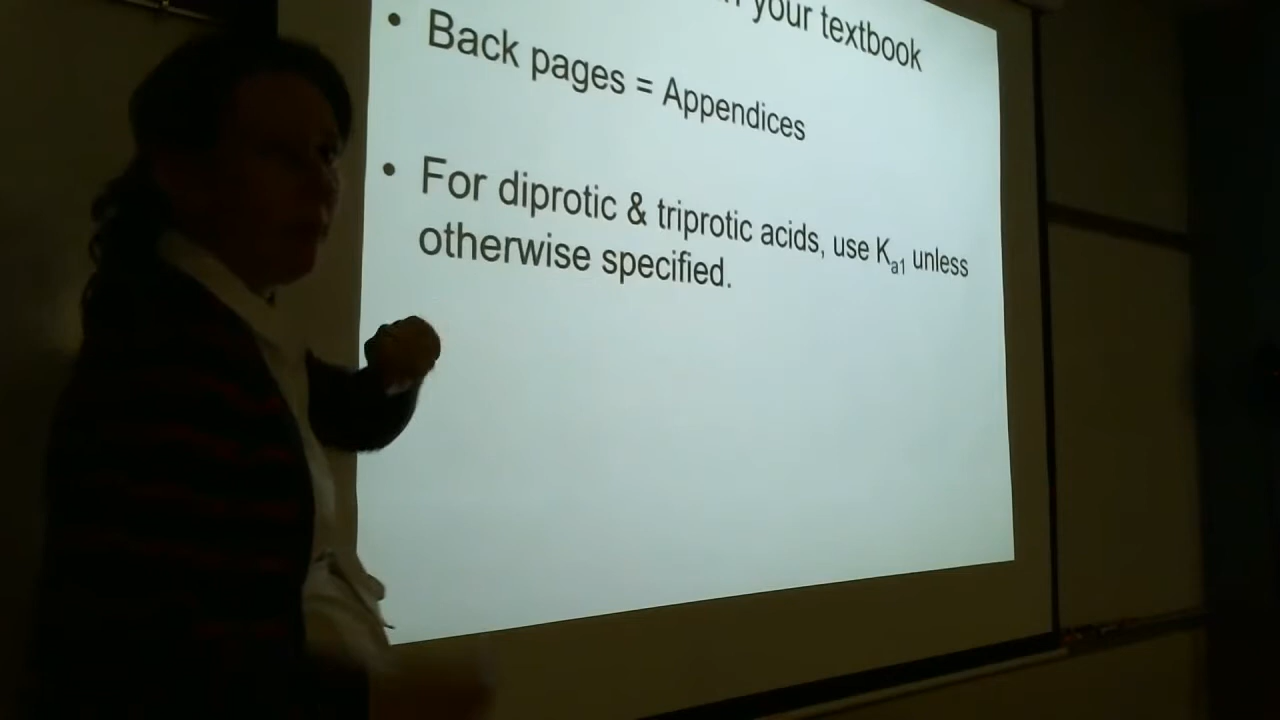 your textbook
• Back pages = Appendices
• For diprotic & triprotic acids, use Ka1 unless
otherwise specified.